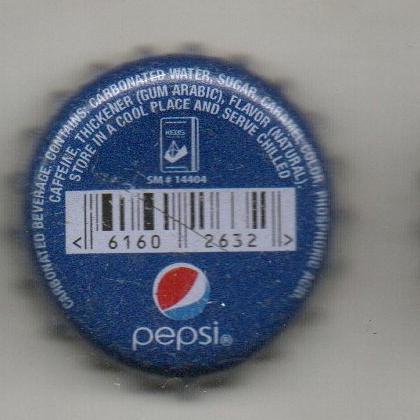 CARBONATED BEVERAGE. CONTAINS: CARBONATED WATER, SUGAR, CARAMEL COLOR, PHOSPHORIC ACID,
CAFFEINE, THICKENER (GUM ARABIC), FLAVOR (NATURAL).
STORE IN A COOL PLACE AND SERVE CHILLED
KEBS
SM # 14404
< 6160 2632 >
pepsi®